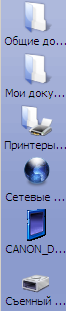 Общие до...
Мои доку...
Принтеры...
Сетевые ...
CANON_D...
Съемный ...